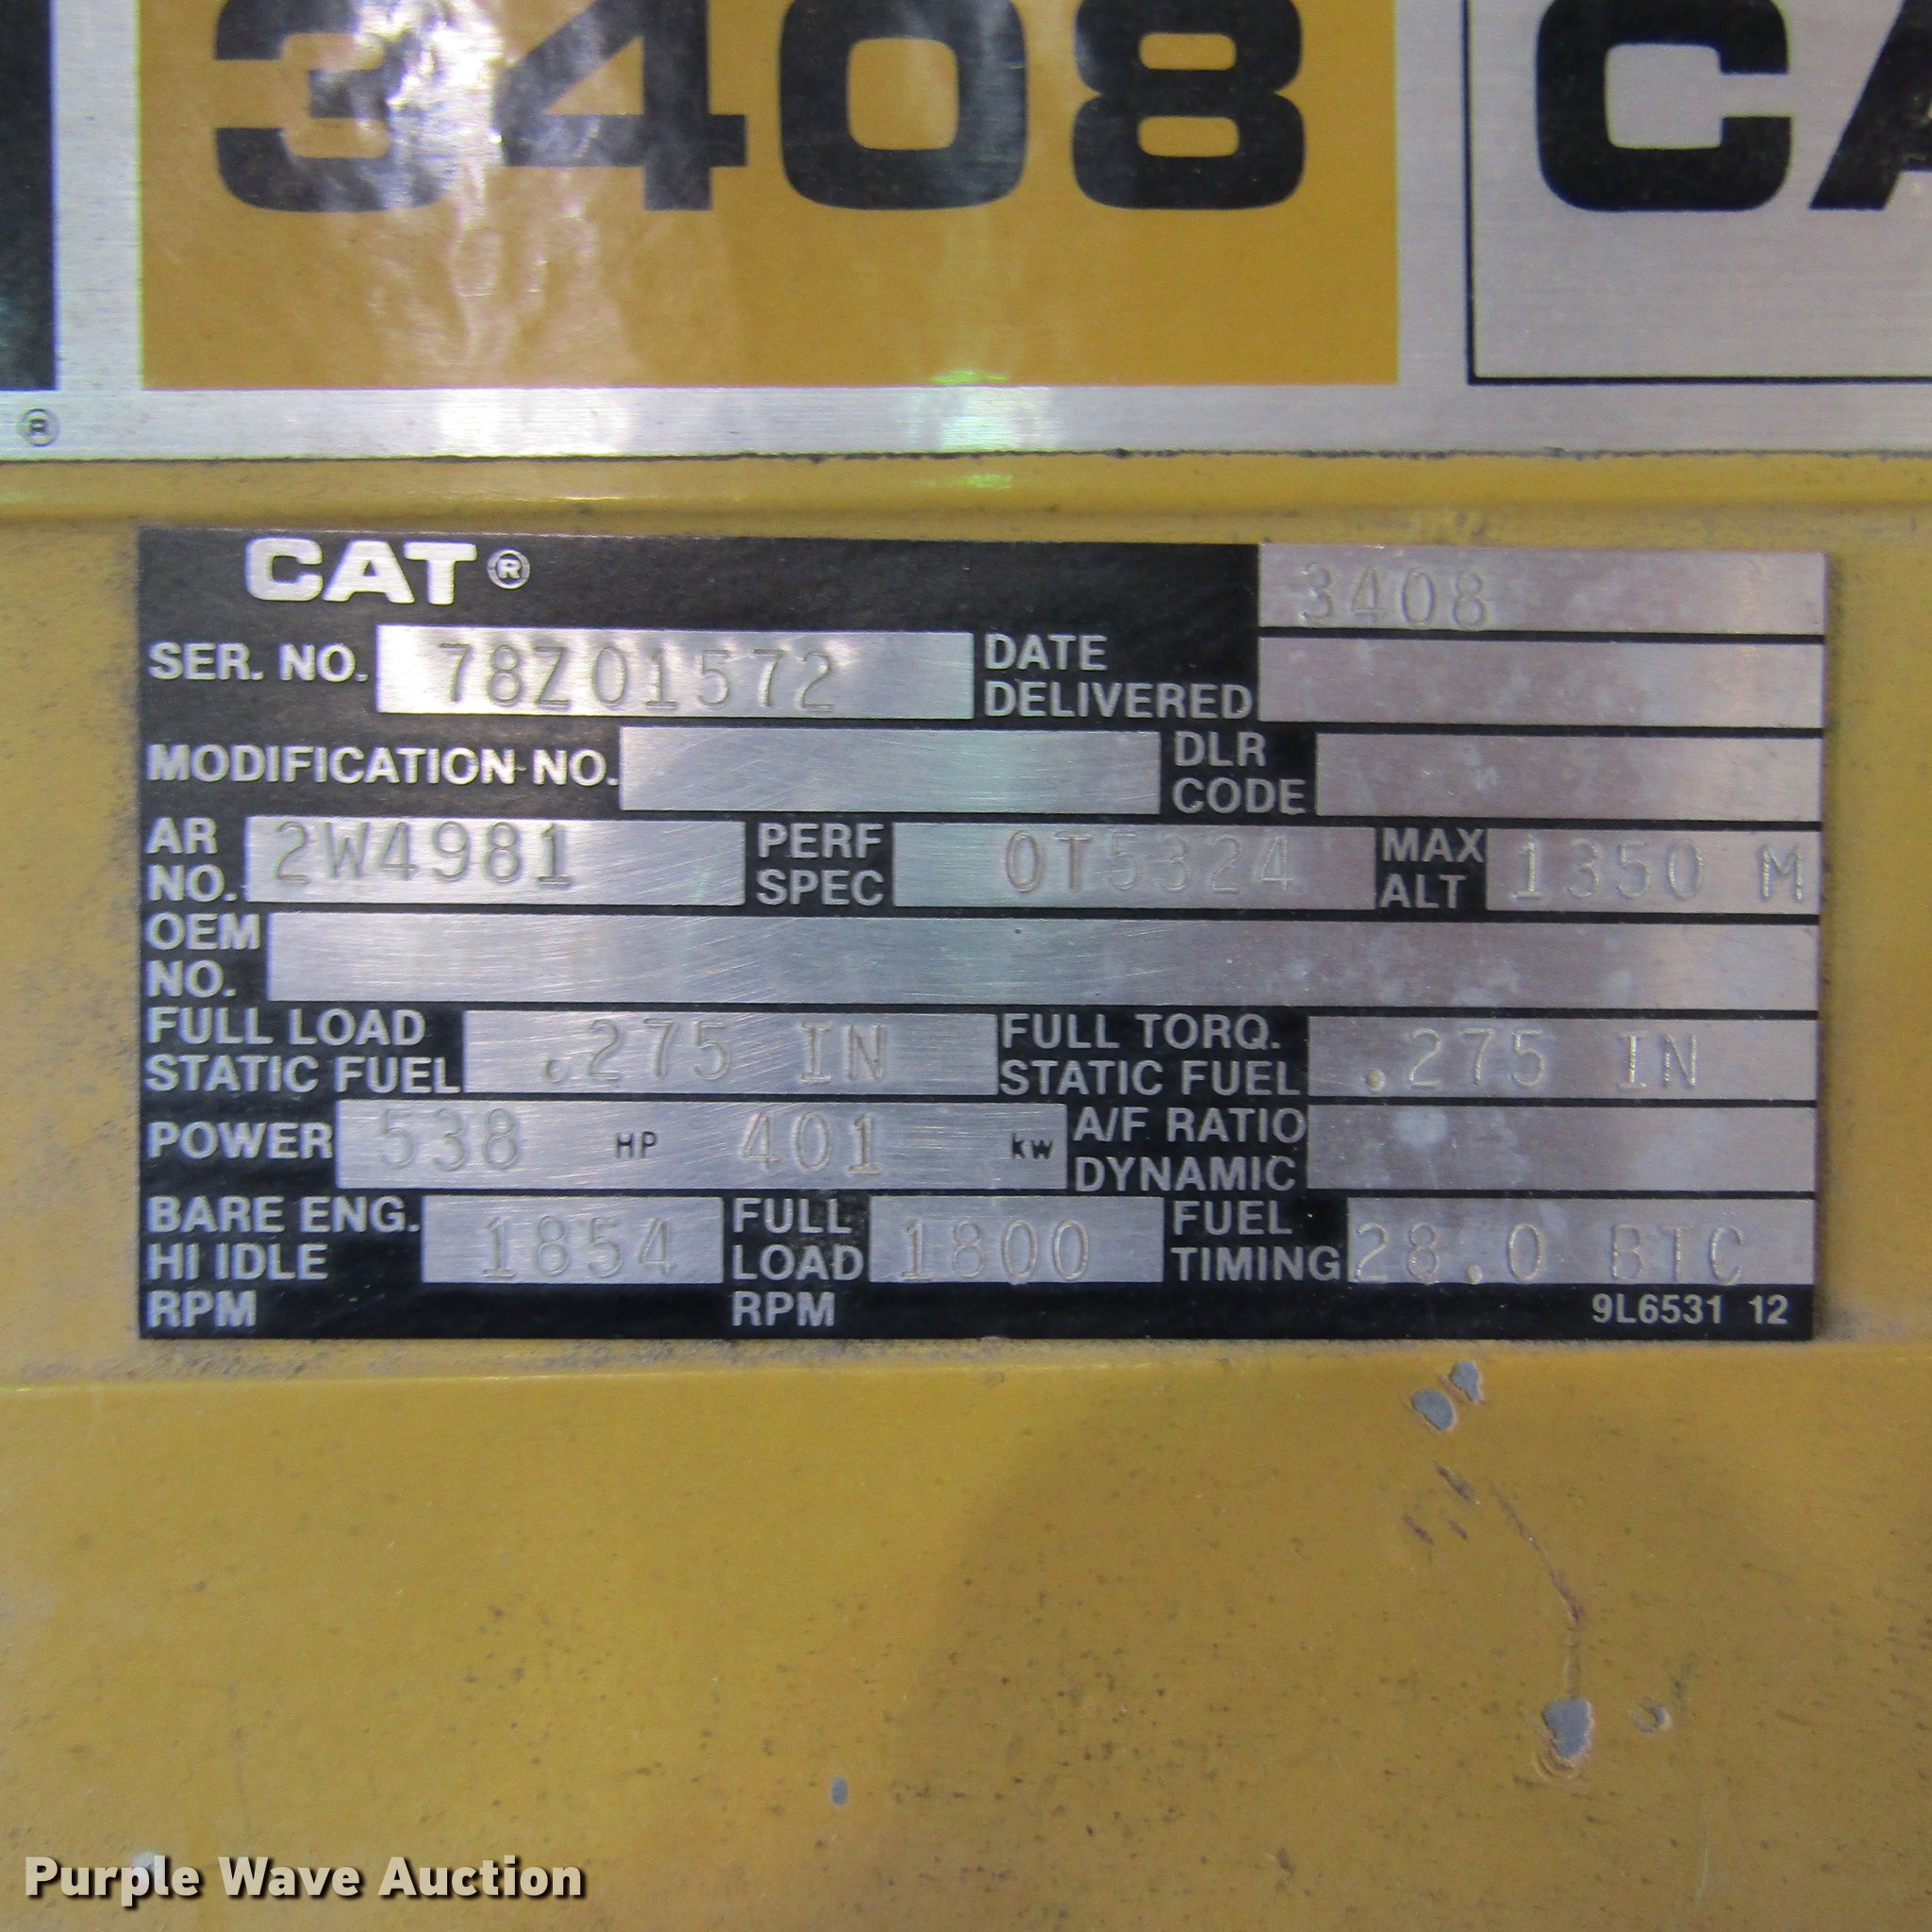 3408 CA
®
CAT® 3408
SER. NO. 78Z01572 DATE DELIVERED
MODIFICATION NO. DLR CODE
AR NO. 2W4981 PERF SPEC 0T5324 MAX ALT 1350 M
OEM NO.
FULL LOAD STATIC FUEL .275 IN FULL TORQ. STATIC FUEL .275 IN
POWER 538 HP 401 kW A/F RATIO DYNAMIC
BARE ENG. HI IDLE RPM 1854 FULL LOAD RPM 1800 FUEL TIMING 28.0 BTC
9L6531 12
Purple Wave Auction